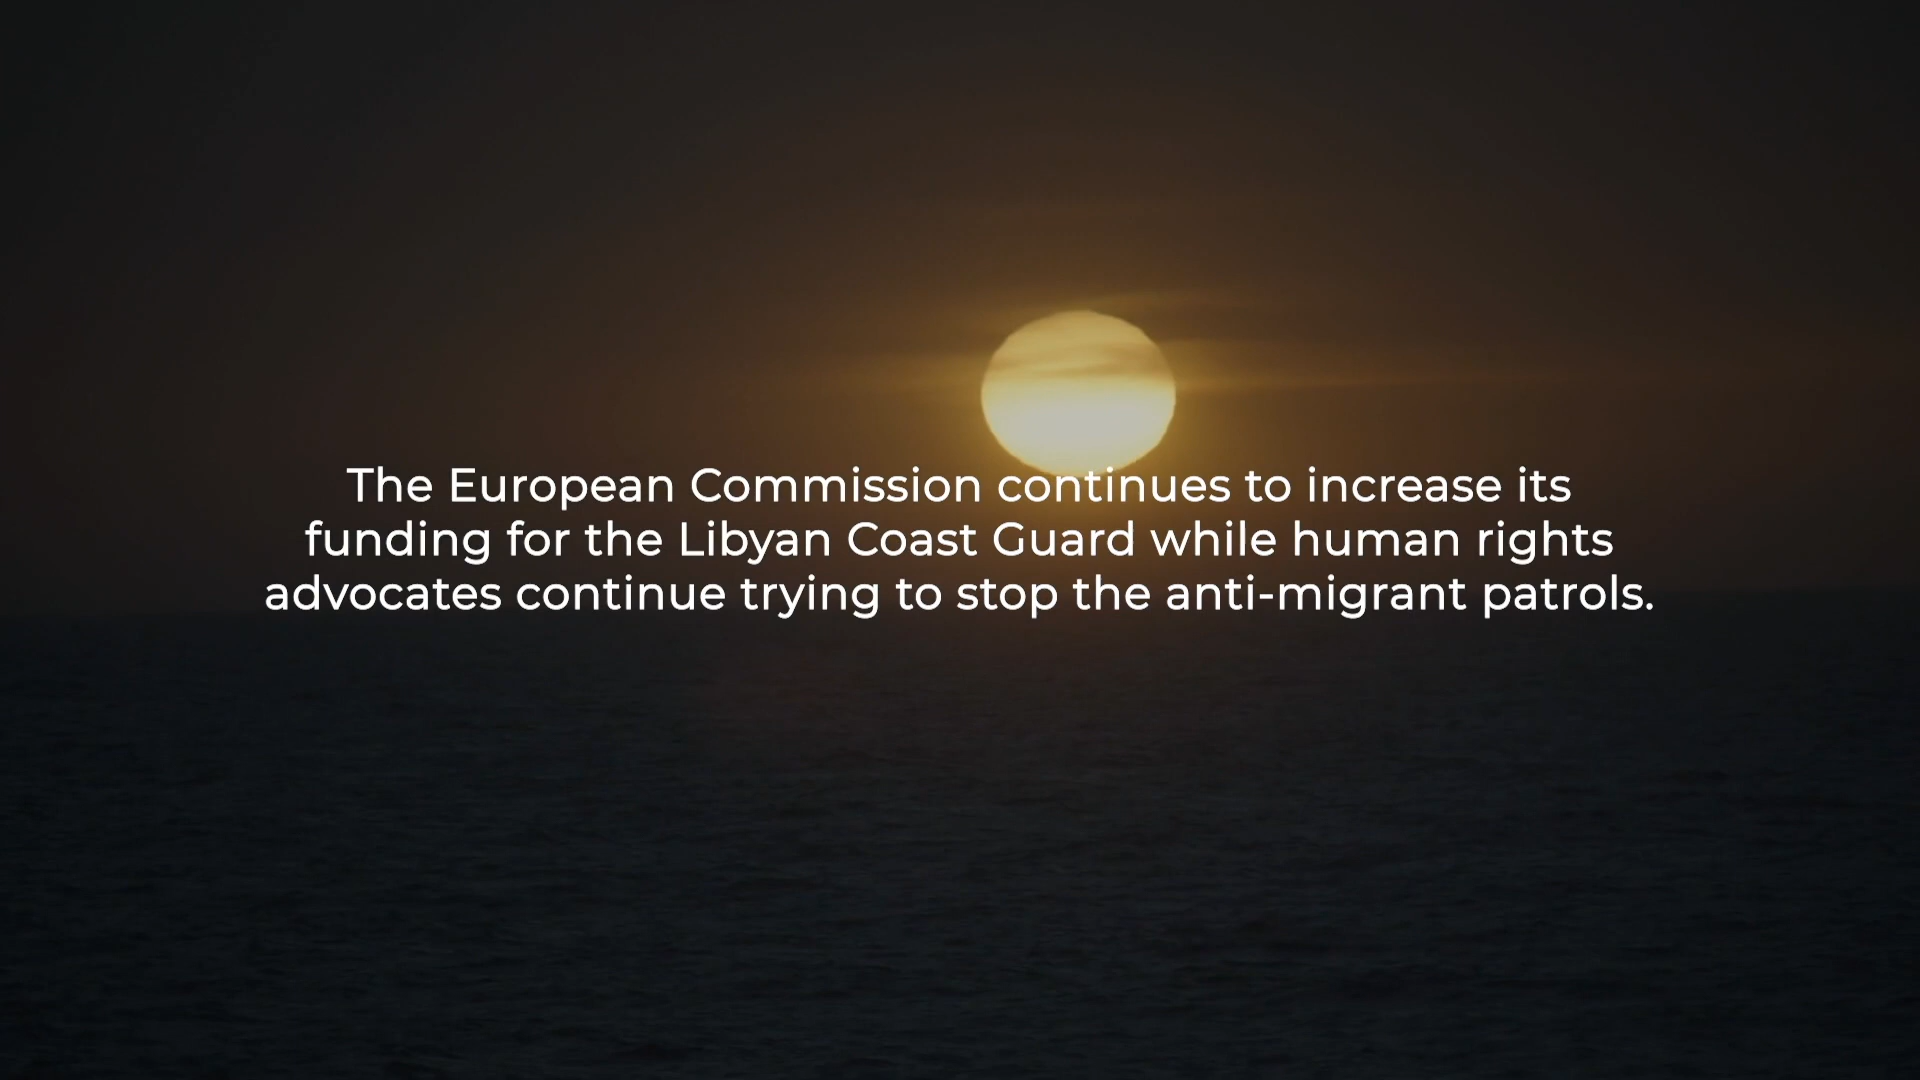 The European Commission continues to increase its
funding for the Libyan Coast Guard while human rights
advocates continue trying to stop the anti-migrant patrols.